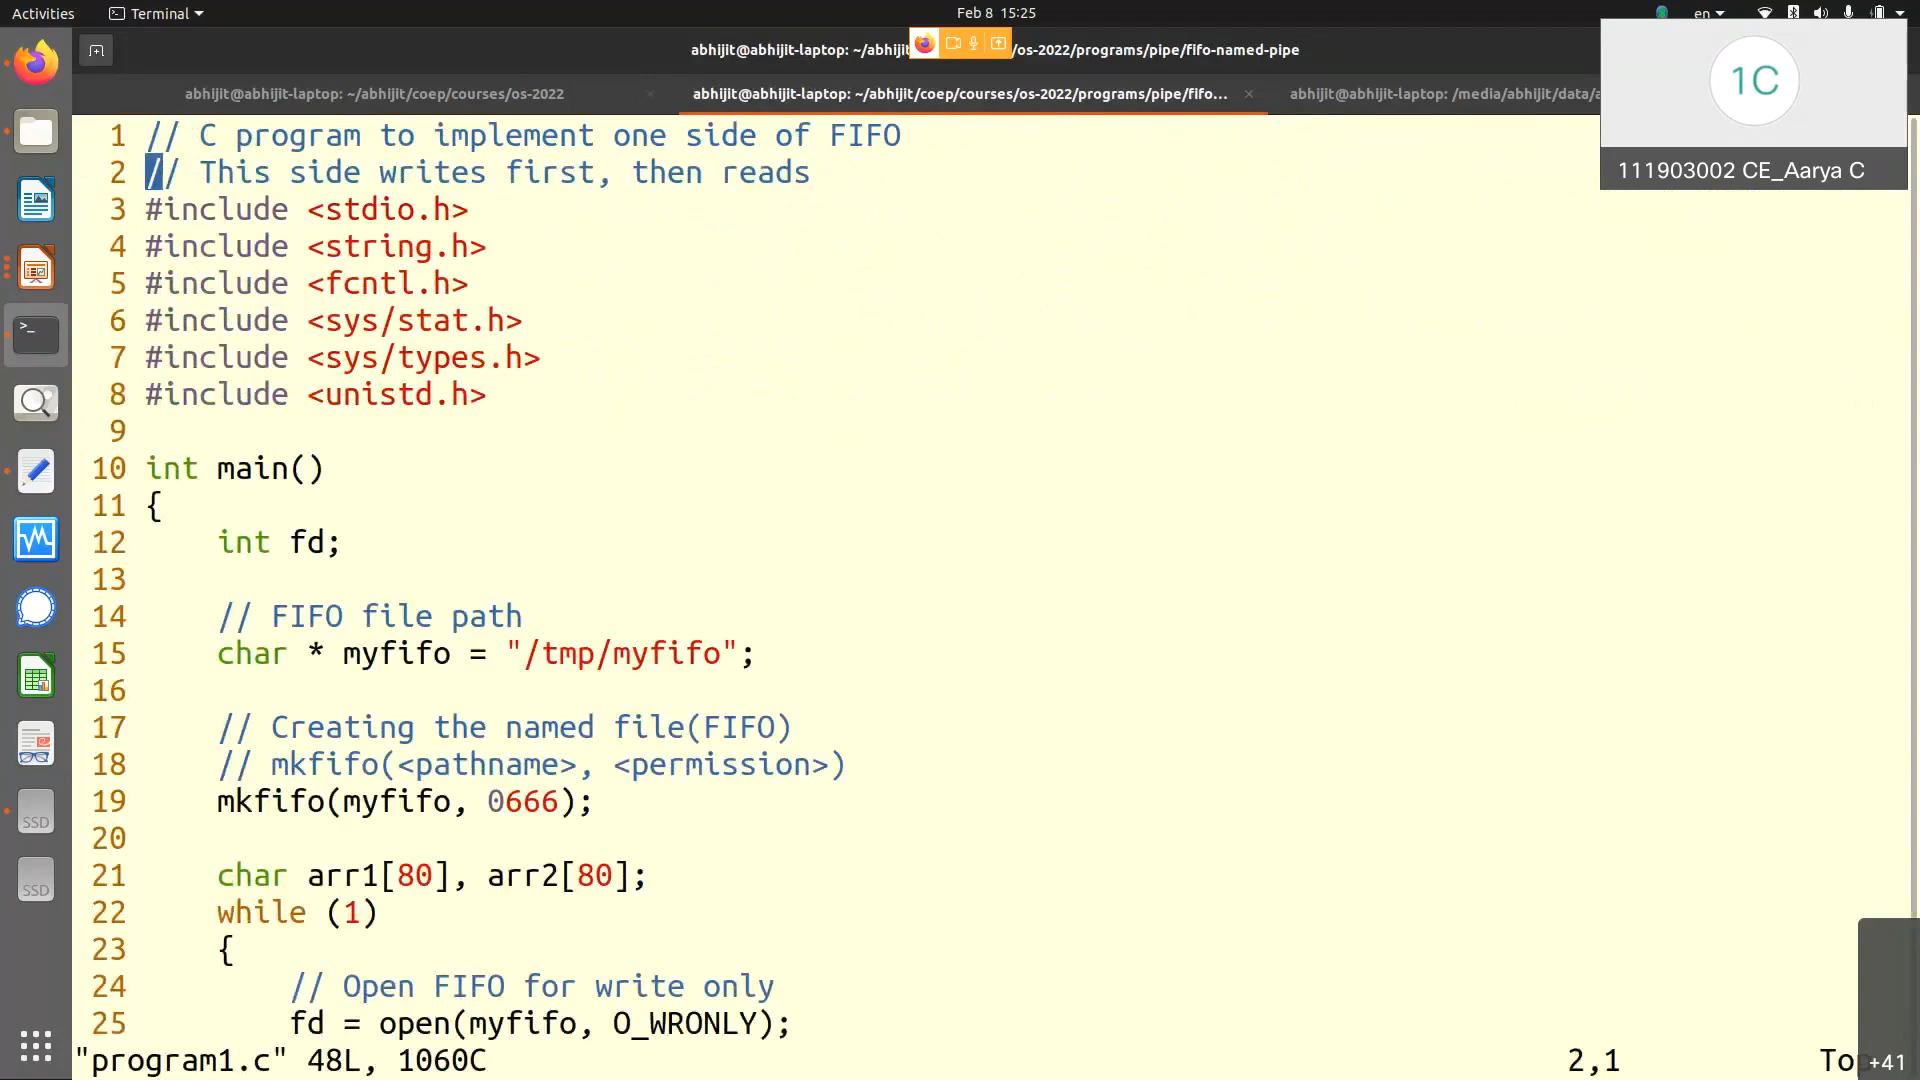 Activities Terminal Feb 8 15:25 en
abhijit@abhijit-laptop: ~/abhijit /os-2022/programs/pipe/fifo-named-pipe
abhijit@abhijit-laptop: ~/abhijit/coep/courses/os-2022 abhijit@abhijit-laptop: ~/abhijit/coep/courses/os-2022/programs/pipe/fifo... abhijit@abhijit-laptop: /media/abhijit/data/
1C
111903002 CE_Aarya C
1 // C program to implement one side of FIFO
2 // This side writes first, then reads
3 #include <stdio.h>
4 #include <string.h>
5 #include <fcntl.h>
6 #include <sys/stat.h>
7 #include <sys/types.h>
8 #include <unistd.h>
9
10 int main()
11 {
12 int fd;
13
14 // FIFO file path
15 char * myfifo = "/tmp/myfifo";
16
17 // Creating the named file(FIFO)
18 // mkfifo(<pathname>, <permission>)
19 mkfifo(myfifo, 0666);
20
21 char arr1[80], arr2[80];
22 while (1)
23 {
24 // Open FIFO for write only
25 fd = open(myfifo, O_WRONLY);
"program1.c" 48L, 1060C 2,1 To +41
SSD
SSD